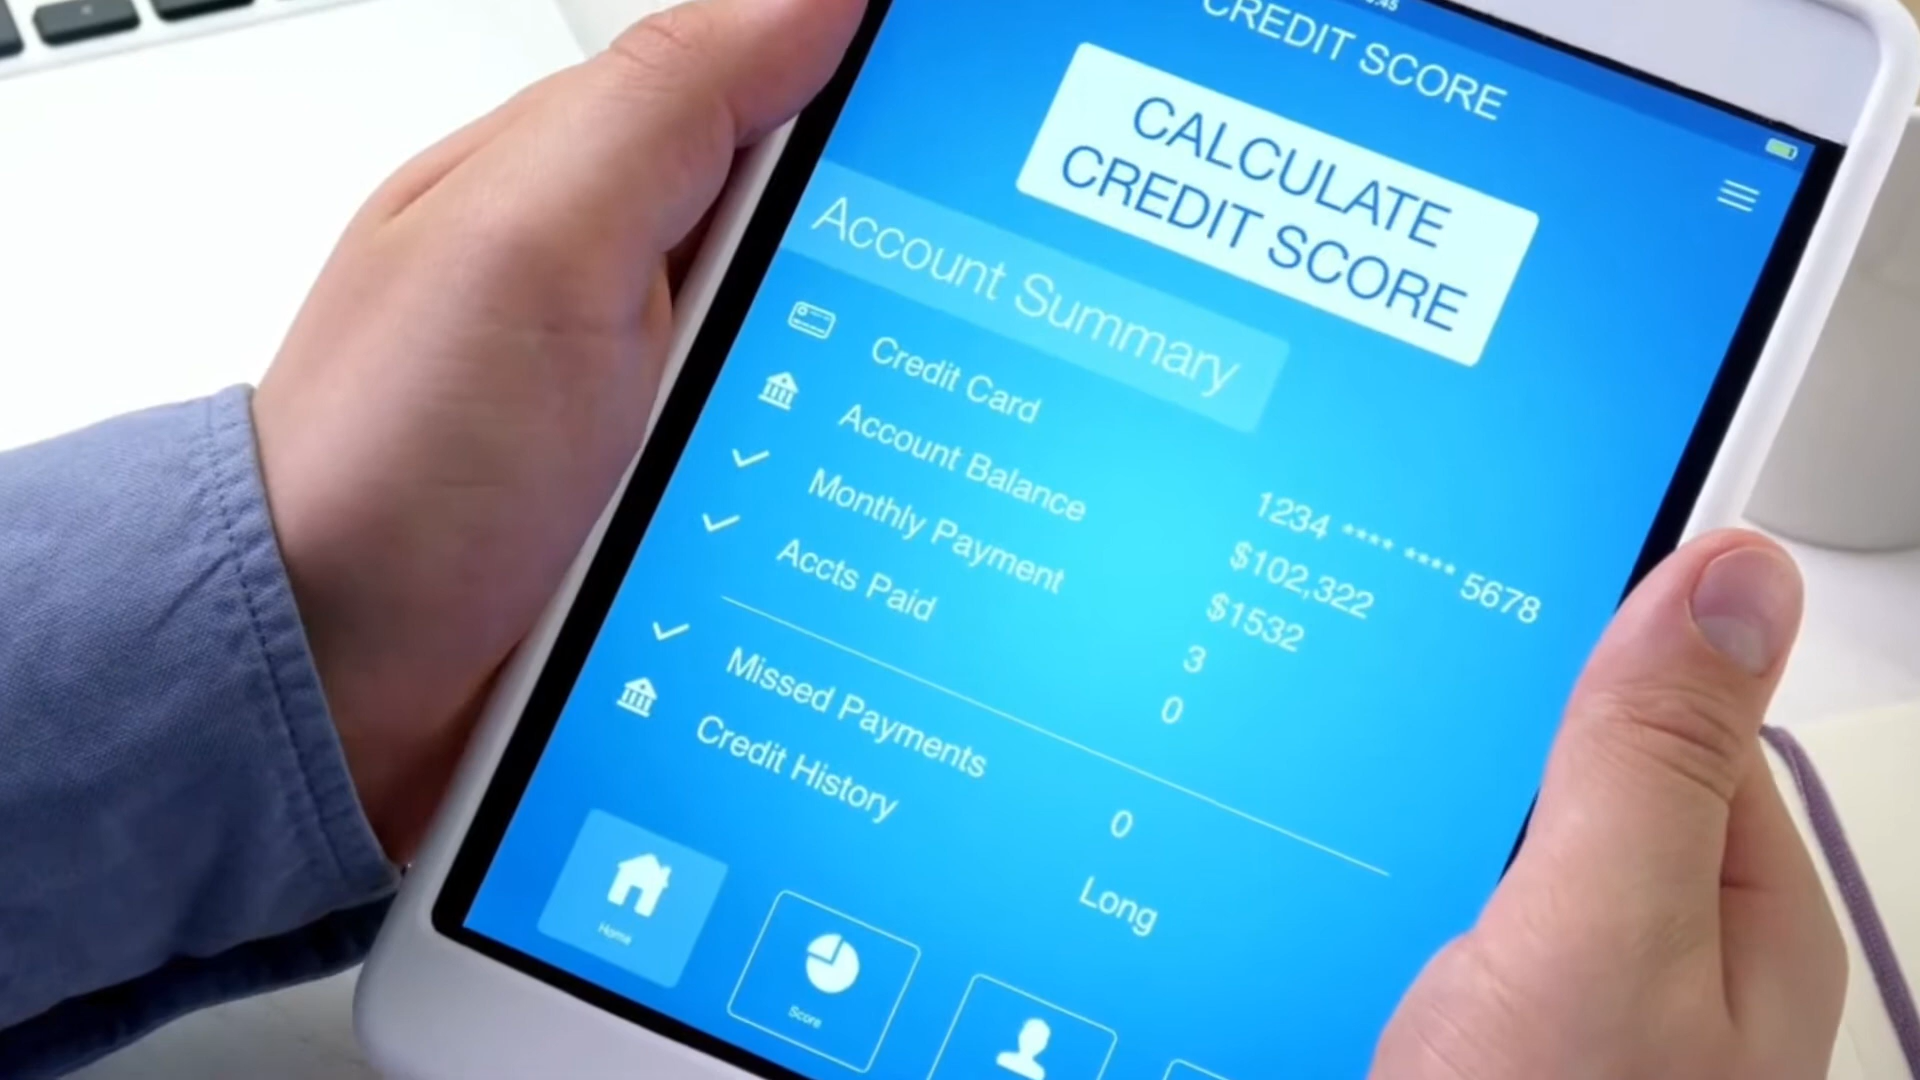 CREDIT SCORE
CALCULATE
CREDIT SCORE
Account Summary
Credit Card 1234 **** **** 5678
Account Balance $102,322
Monthly Payment $1532
Accts Paid 3
0
Missed Payments 0
Credit History Long
Home
Score